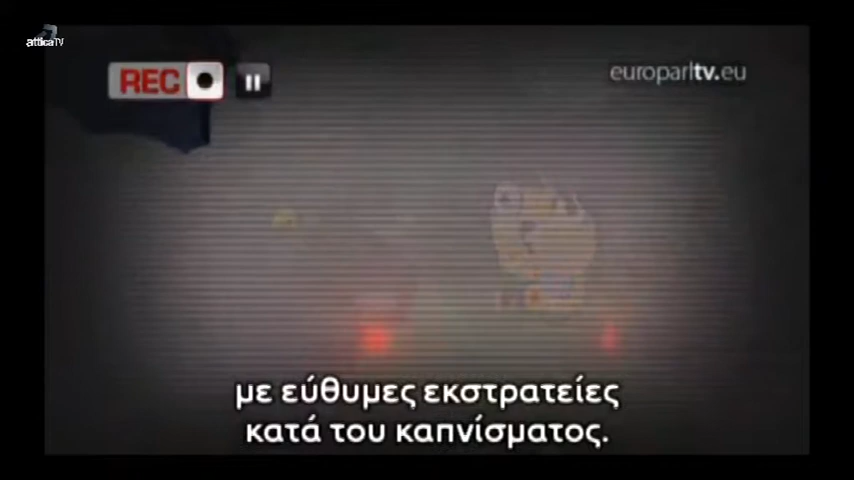 atticaTV
REC
europarltv.eu
με εύθυμες εκστρατείες
κατά του καπνίσματος.